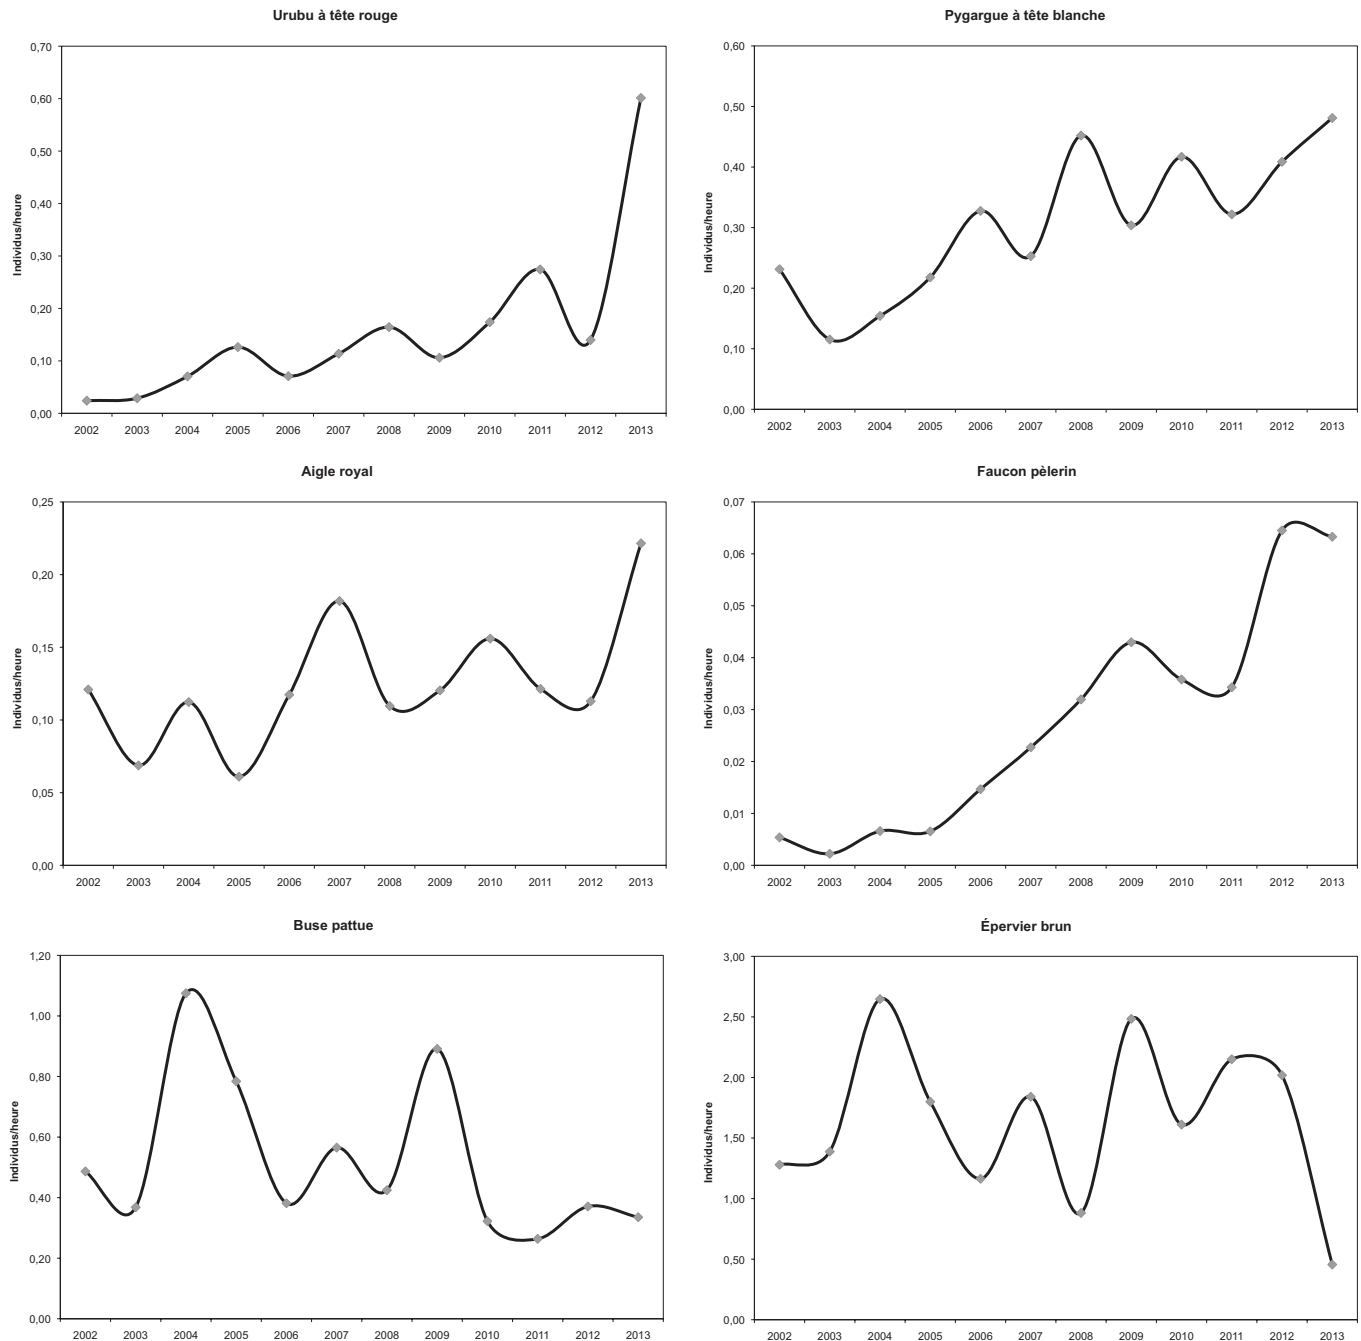 Urubu à tête rouge
Individus/heure
0,70
0,60
0,50
0,40
0,30
0,20
0,10
0,00
2002 2003 2004 2005 2006 2007 2008 2009 2010 2011 2012 2013
Pygargue à tête blanche
Individus/heure
0,60
0,50
0,40
0,30
0,20
0,10
0,00
2002 2003 2004 2005 2006 2007 2008 2009 2010 2011 2012 2013
Aigle royal
Individus/heure
0,25
0,20
0,15
0,10
0,05
0,00
2002 2003 2004 2005 2006 2007 2008 2009 2010 2011 2012 2013
Faucon pèlerin
Individus/heure
0,07
0,06
0,05
0,04
0,03
0,02
0,01
0,00
2002 2003 2004 2005 2006 2007 2008 2009 2010 2011 2012 2013
Buse pattue
Individus/heure
1,20
1,00
0,80
0,60
0,40
0,20
0,00
2002 2003 2004 2005 2006 2007 2008 2009 2010 2011 2012 2013
Épervier brun
Individus/heure
3,00
2,50
2,00
1,50
1,00
0,50
0,00
2002 2003 2004 2005 2006 2007 2008 2009 2010 2011 2012 2013